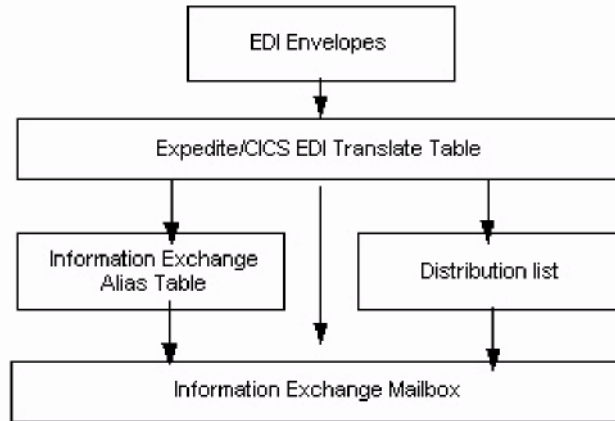 EDI Envelopes
Expedite/CICS EDI Translate Table
Information Exchange
Alias Table
Distribution list
Information Exchange Mailbox